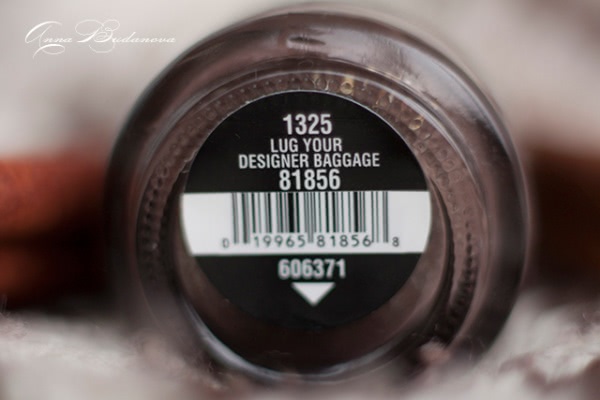 Anna Budanova
1325
LUG YOUR
DESIGNER BAGGAGE
81856
0 19965 81856 8
606371